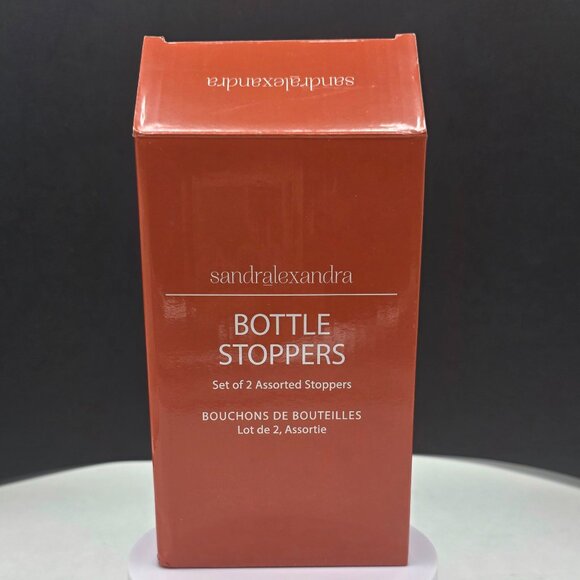 sandralexandra
sandralexandra
BOTTLE
STOPPERS
Set of 2 Assorted Stoppers
BOUCHONS DE BOUTEILLES
Lot de 2, Assortie